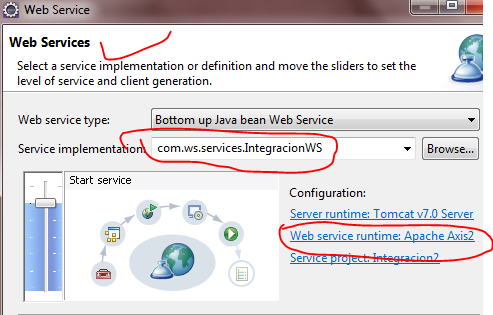 Web Service
Web Services
Select a service implementation or definition and move the sliders to set the
level of service and client generation.
Web service type: Bottom up Java bean Web Service
Service implementation: com.ws.services.IntegracionWS Browse...
Start service
Configuration:
Server runtime: Tomcat v7.0 Server
Web service runtime: Apache Axis2
Service project: Integracion2